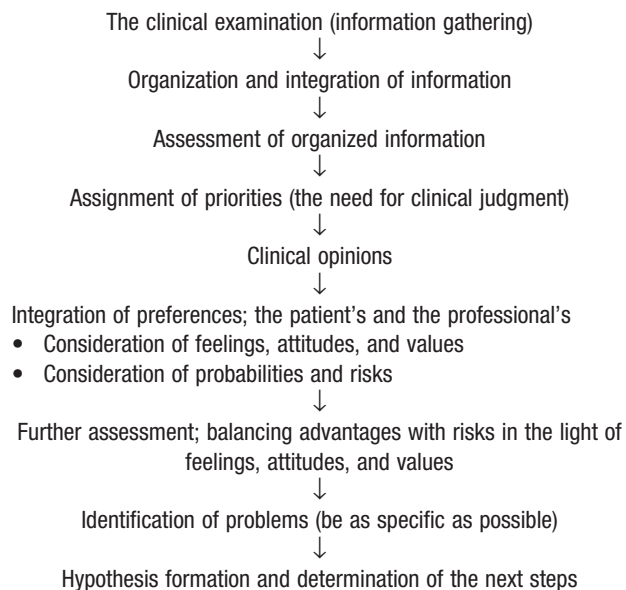 The clinical examination (information gathering)
↓
Organization and integration of information
↓
Assessment of organized information
↓
Assignment of priorities (the need for clinical judgment)
↓
Clinical opinions
↓
Integration of preferences; the patient’s and the professional’s
• Consideration of feelings, attitudes, and values
• Consideration of probabilities and risks
↓
Further assessment; balancing advantages with risks in the light of
feelings, attitudes, and values
↓
Identification of problems (be as specific as possible)
↓
Hypothesis formation and determination of the next steps